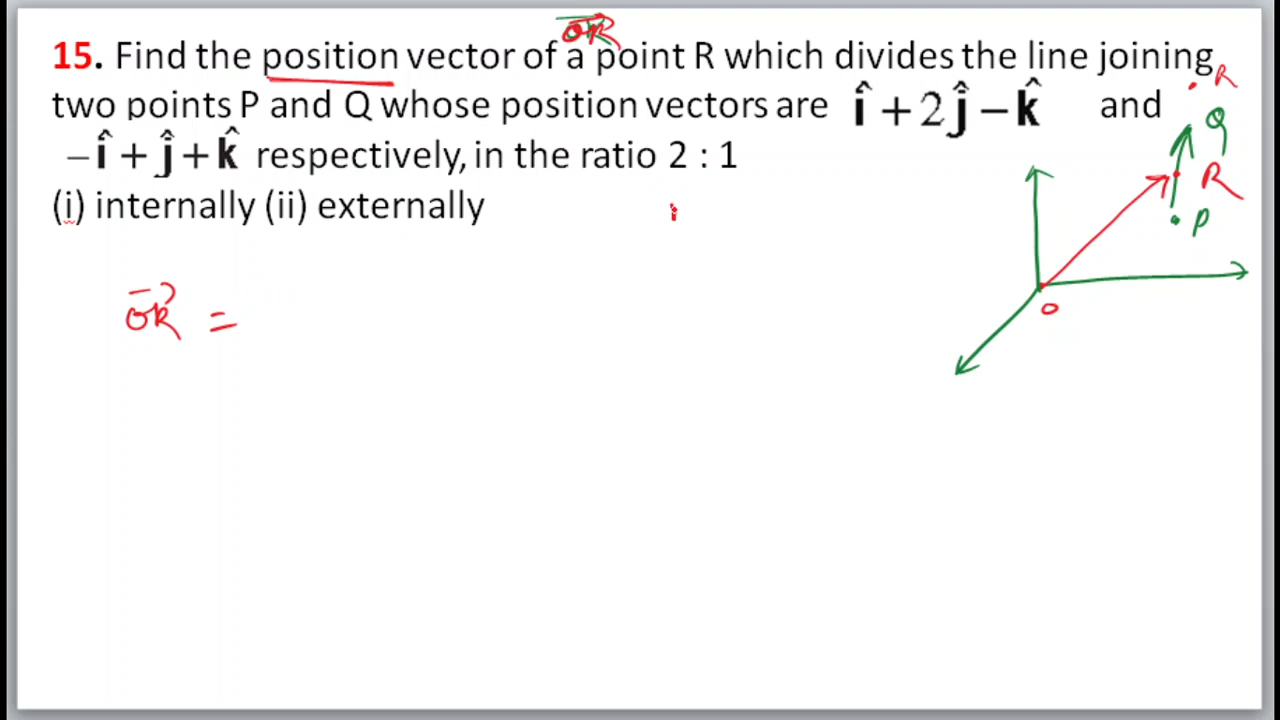 OR
15. Find the position vector of a point R which divides the line joining
two points P and Q whose position vectors are î + 2ĵ − k̂ and
−î + ĵ + k̂ respectively, in the ratio 2 : 1
(i) internally (ii) externally
R
Q
R
P
O
OR =